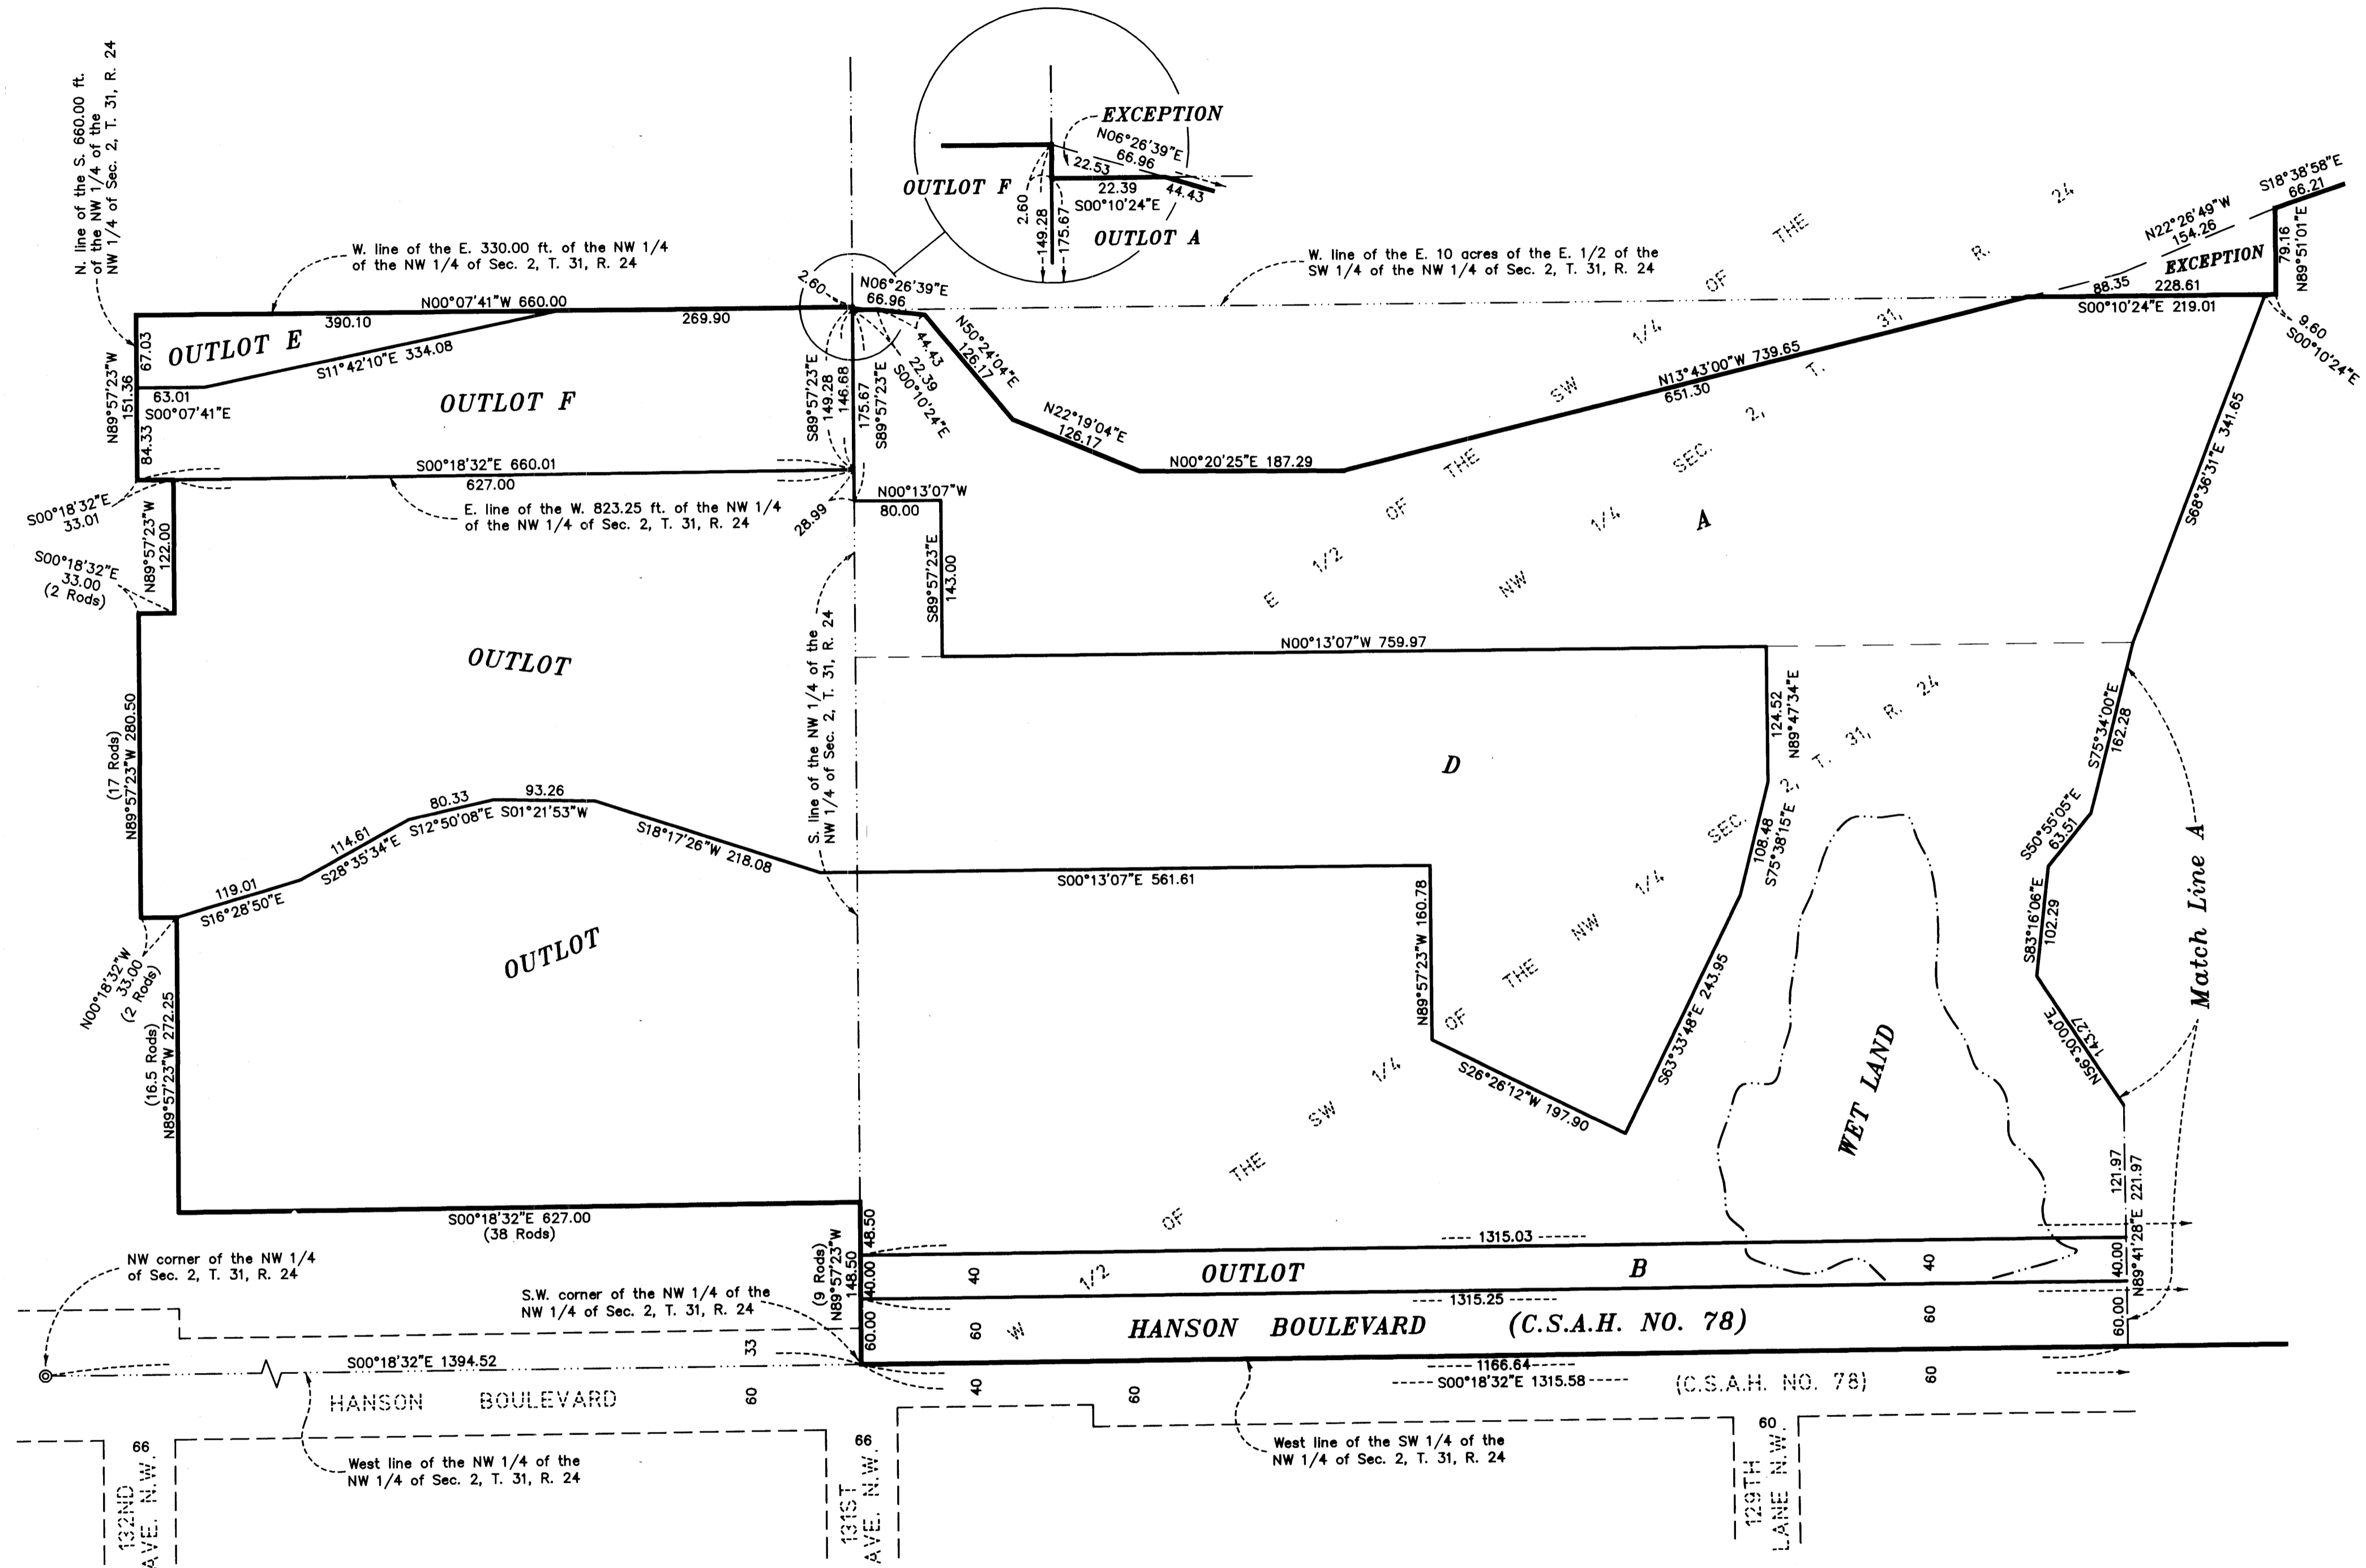 EXCEPTION
N06°26'39"E
66.96
22.53
OUTLOT F
22.39
44.43
S00°10'24"E
2.60
149.28
175.67
OUTLOT A
N. line of the S. 660.00 ft.
of the NW 1/4 of the
NW 1/4 of Sec. 2, T. 31, R. 24
W. line of the E. 330.00 ft. of the NW 1/4
of the NW 1/4 of Sec. 2, T. 31, R. 24
W. line of the E. 10 acres of the E. 1/2 of the
SW 1/4 of the NW 1/4 of Sec. 2, T. 31, R. 24
S18°38'58"E
66.21
N22°26'49"W
154.26
EXCEPTION
79.16
N89°51'01"E
88.35
228.61
S00°10'24"E 219.01
9.60
S00°10'24"E
N00°07'41"W 660.00
390.10
269.90
2.60
N06°26'39"E
66.96
67.03
OUTLOT E
S11°42'10"E 334.08
63.01
S00°07'41"E
N89°57'23"W
151.36
84.33
OUTLOT F
S89°57'23"E
149.28
146.68
175.67
S89°57'23"E
44.43
22.39
S00°10'24"E
N50°24'04"E
126.17
N22°19'04"E
126.17
N00°20'25"E 187.29
N13°43'00"W 739.65
651.30
S68°36'31"E 341.65
S00°18'32"E 660.01
627.00
E. line of the W. 823.25 ft. of the NW 1/4
of the NW 1/4 of Sec. 2, T. 31, R. 24
28.99
N00°13'07"W
80.00
S89°57'23"E
143.00
S00°18'32"E
33.01
N89°57'23"W
122.00
S00°18'32"E
33.00
(2 Rods)
E 1/2 OF THE SW 1/4 OF THE
NW 1/4 SEC. 2, T. 31, R. 24
A
N00°13'07"W 759.97
OUTLOT
S. line of the NW 1/4 of the
NW 1/4 of Sec. 2, T. 31, R. 24
(17 Rods)
N89°57'23"W 280.50
D
124.52
N89°47'34"E
108.48
S75°38'15"E
S75°34'00"E
162.28
S50°55'05"E
63.51
S83°16'06"E
102.29
N56°30'00"E
143.27
Match Line A
119.01
S16°28'50"E
114.61
S28°35'34"E
80.33
S12°50'08"E
93.26
S01°21'53"W
S18°17'26"W 218.08
S00°13'07"E 561.61
N89°57'23"W 160.78
S26°26'12"W 197.90
S63°33'48"E 243.95
OUTLOT
N00°18'32"W
33.00
(2 Rods)
(16.5 Rods)
N89°57'23"W 272.25
W 1/2 OF THE SW 1/4 OF THE NW 1/4 SEC. 2, T. 31, R. 24
WET LAND
S00°18'32"E 627.00
(38 Rods)
(9 Rods)
N89°57'23"W
148.50
48.50
40.00
60.00
1315.03
40
OUTLOT B
40
1315.25
60
HANSON BOULEVARD (C.S.A.H. NO. 78)
60
121.97
N89°41'28"E 221.97
40.00
60.00
NW corner of the NW 1/4
of Sec. 2, T. 31, R. 24
S.W. corner of the NW 1/4 of the
NW 1/4 of Sec. 2, T. 31, R. 24
S00°18'32"E 1394.52
33
1166.64
S00°18'32"E 1315.58
HANSON BOULEVARD
60
40
60
(C.S.A.H. NO. 78)
60
West line of the NW 1/4 of the
NW 1/4 of Sec. 2, T. 31, R. 24
West line of the SW 1/4 of the
NW 1/4 of Sec. 2, T. 31, R. 24
66
132ND
AVE. N.W.
66
131ST
AVE. N.W.
60
129TH
LANE N.W.